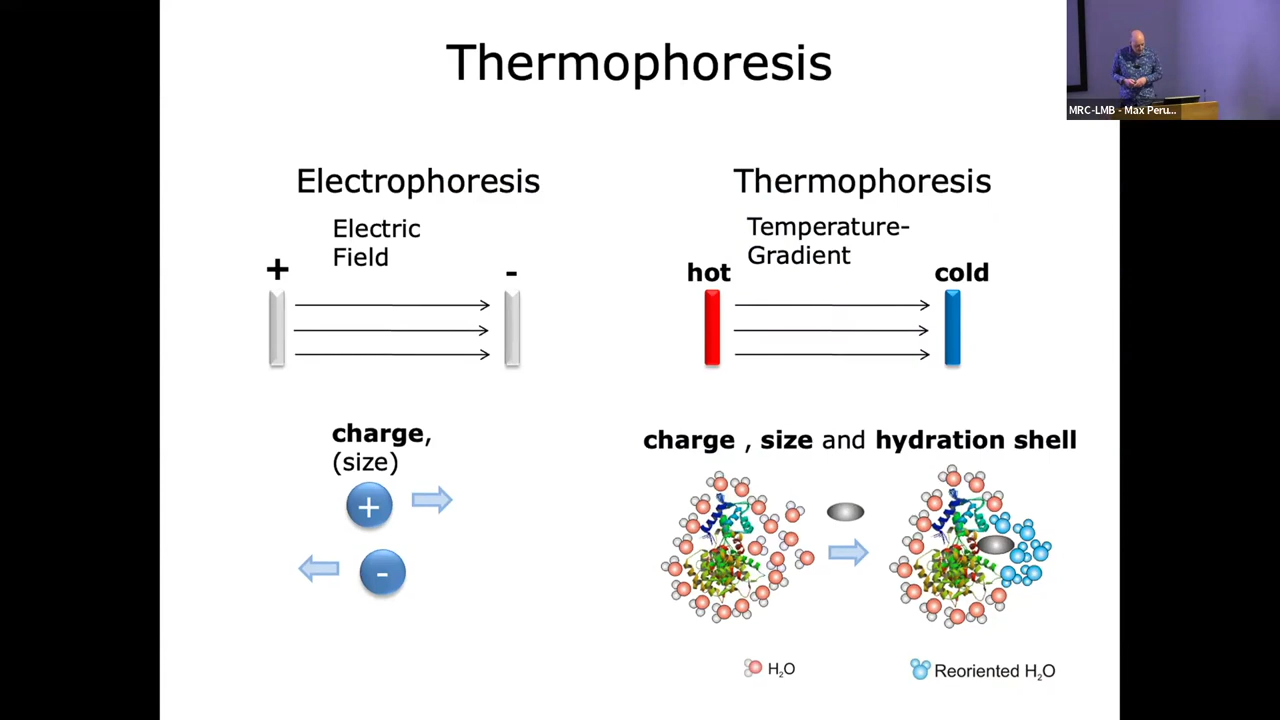 Thermophoresis
MRC-LMB - Max Peru...
Electrophoresis
Electric
Field
+
-
charge,
(size)
+
-
Thermophoresis
Temperature-
Gradient
hot
cold
charge , size and hydration shell
H₂O
Reoriented H₂O